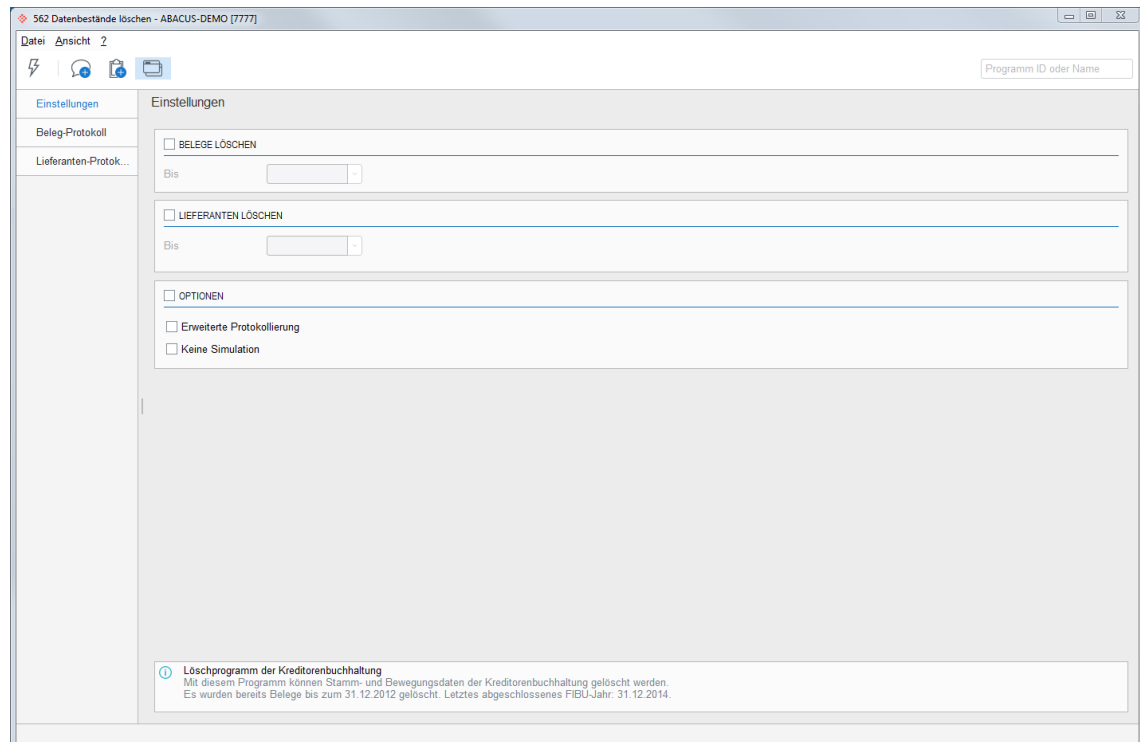 562 Datenbestände löschen - ABACUS-DEMO [7777]
Datei Ansicht ?
Programm ID oder Name
Einstellungen
Beleg-Protokoll
Lieferanten-Protok...
Einstellungen
BELEGE LÖSCHEN
Bis
LIEFERANTEN LÖSCHEN
Bis
OPTIONEN
Erweiterte Protokollierung
Keine Simulation
Löschprogramm der Kreditorenbuchhaltung
Mit diesem Programm können Stamm- und Bewegungsdaten der Kreditorenbuchhaltung gelöscht werden.
Es wurden bereits Belege bis zum 31.12.2012 gelöscht. Letztes abgeschlossenes FIBU-Jahr: 31.12.2014.